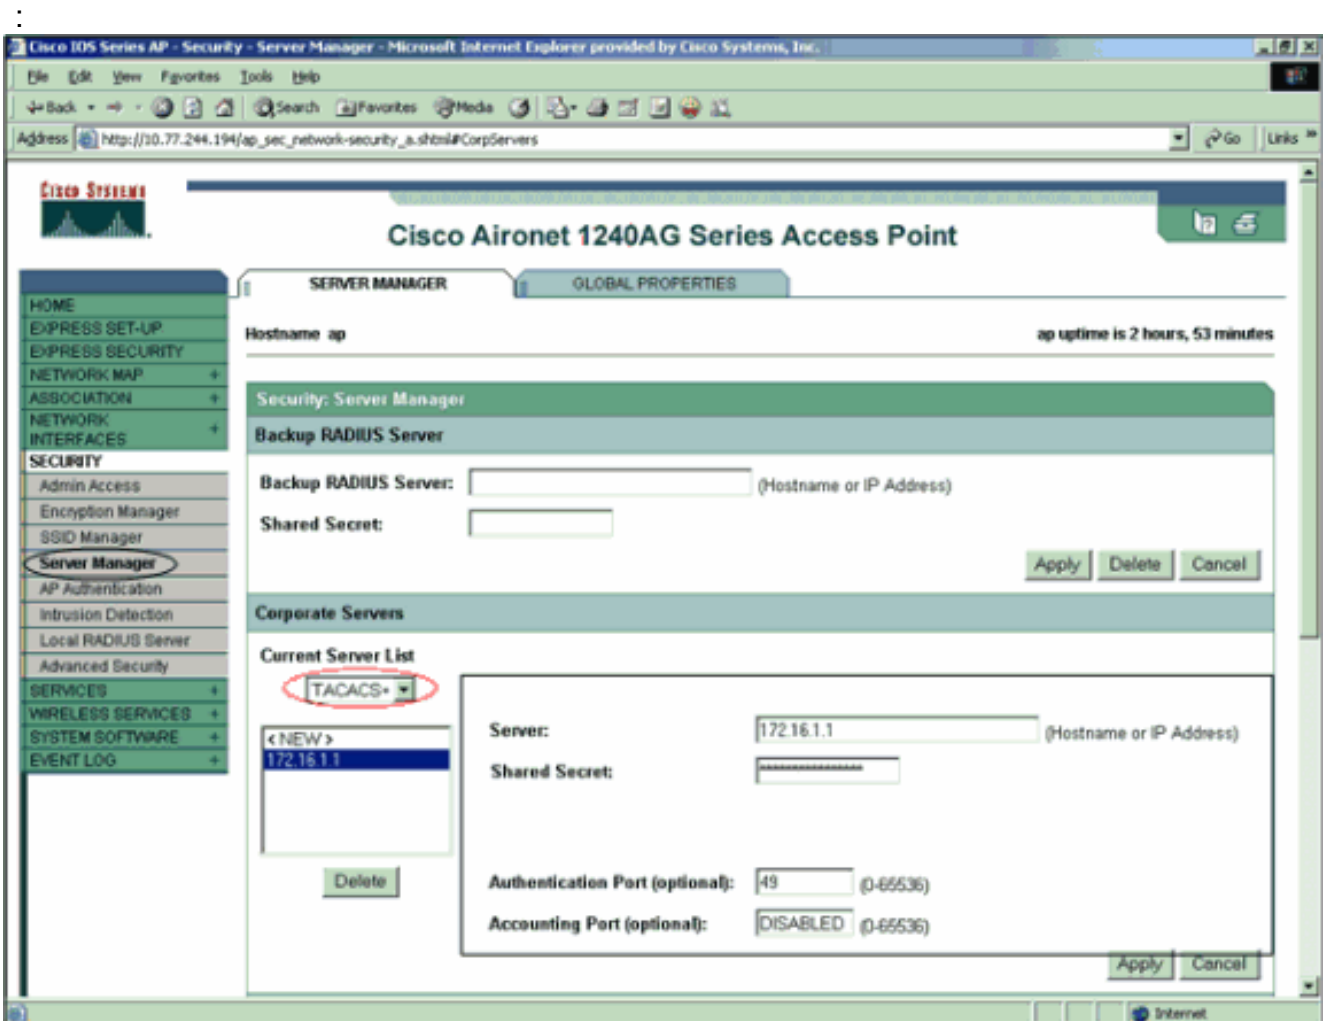 :
Cisco IOS Series AP - Security - Server Manager - Microsoft Internet Explorer provided by Cisco Systems, Inc.
File Edit View Favorites Tools Help
Back Search Favorites Media
Address http://10.77.244.194/ap_sec_network-security_a.shtml#CorpServers Go Links »
CISCO SYSTEMS
Cisco Aironet 1240AG Series Access Point
SERVER MANAGER GLOBAL PROPERTIES
Hostname ap ap uptime is 2 hours, 53 minutes
HOME
EXPRESS SET-UP
EXPRESS SECURITY
NETWORK MAP +
ASSOCIATION +
NETWORK
INTERFACES +
SECURITY
Admin Access
Encryption Manager
SSID Manager
Server Manager
AP Authentication
Intrusion Detection
Local RADIUS Server
Advanced Security
SERVICES +
WIRELESS SERVICES +
SYSTEM SOFTWARE +
EVENT LOG +
Security: Server Manager
Backup RADIUS Server
Backup RADIUS Server: (Hostname or IP Address)
Shared Secret:
Apply Delete Cancel
Corporate Servers
Current Server List
TACACS+
< NEW >
172.16.1.1
Delete
Server: 172.16.1.1 (Hostname or IP Address)
Shared Secret: ****************
Authentication Port (optional): 49 (0-65536)
Accounting Port (optional): DISABLED (0-65536)
Apply Cancel
Internet